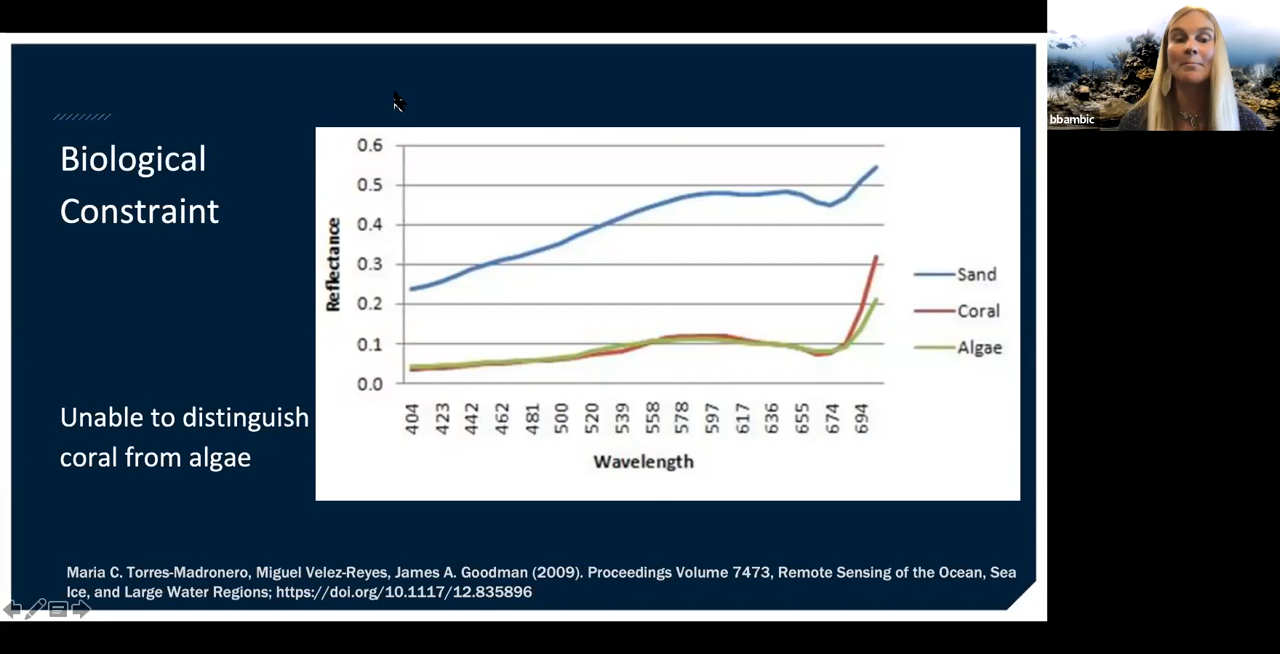 bbambic
Biological
Constraint
Unable to distinguish
coral from algae
0.6
0.5
0.4
0.3
0.2
0.1
0.0
Reflectance
404
423
442
462
481
500
520
539
558
578
597
617
636
655
674
694
Wavelength
Sand
Coral
Algae
Maria C. Torres-Madronero, Miguel Velez-Reyes, James A. Goodman (2009). Proceedings Volume 7473, Remote Sensing of the Ocean, Sea
Ice, and Large Water Regions; https://doi.org/10.1117/12.835896